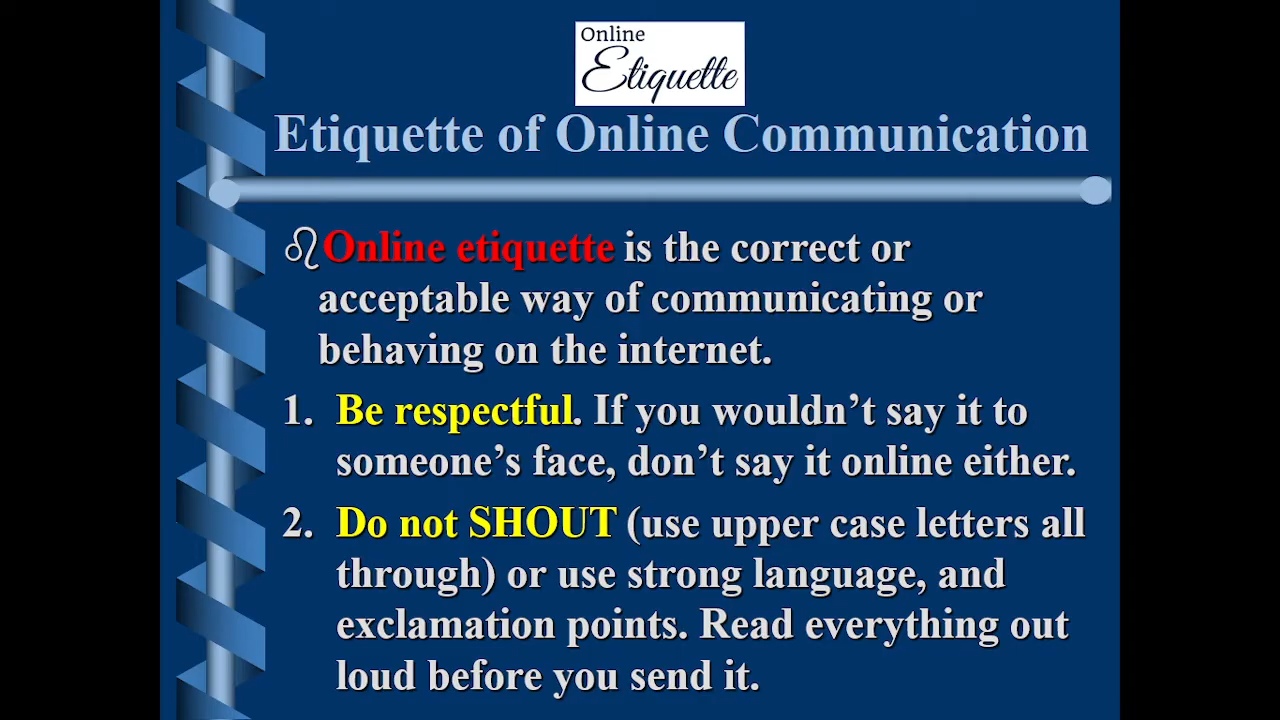 Online
Etiquette
Etiquette of Online Communication
♌Online etiquette is the correct or
acceptable way of communicating or
behaving on the internet.
1. Be respectful. If you wouldn’t say it to
someone’s face, don’t say it online either.
2. Do not SHOUT (use upper case letters all
through) or use strong language, and
exclamation points. Read everything out
loud before you send it.